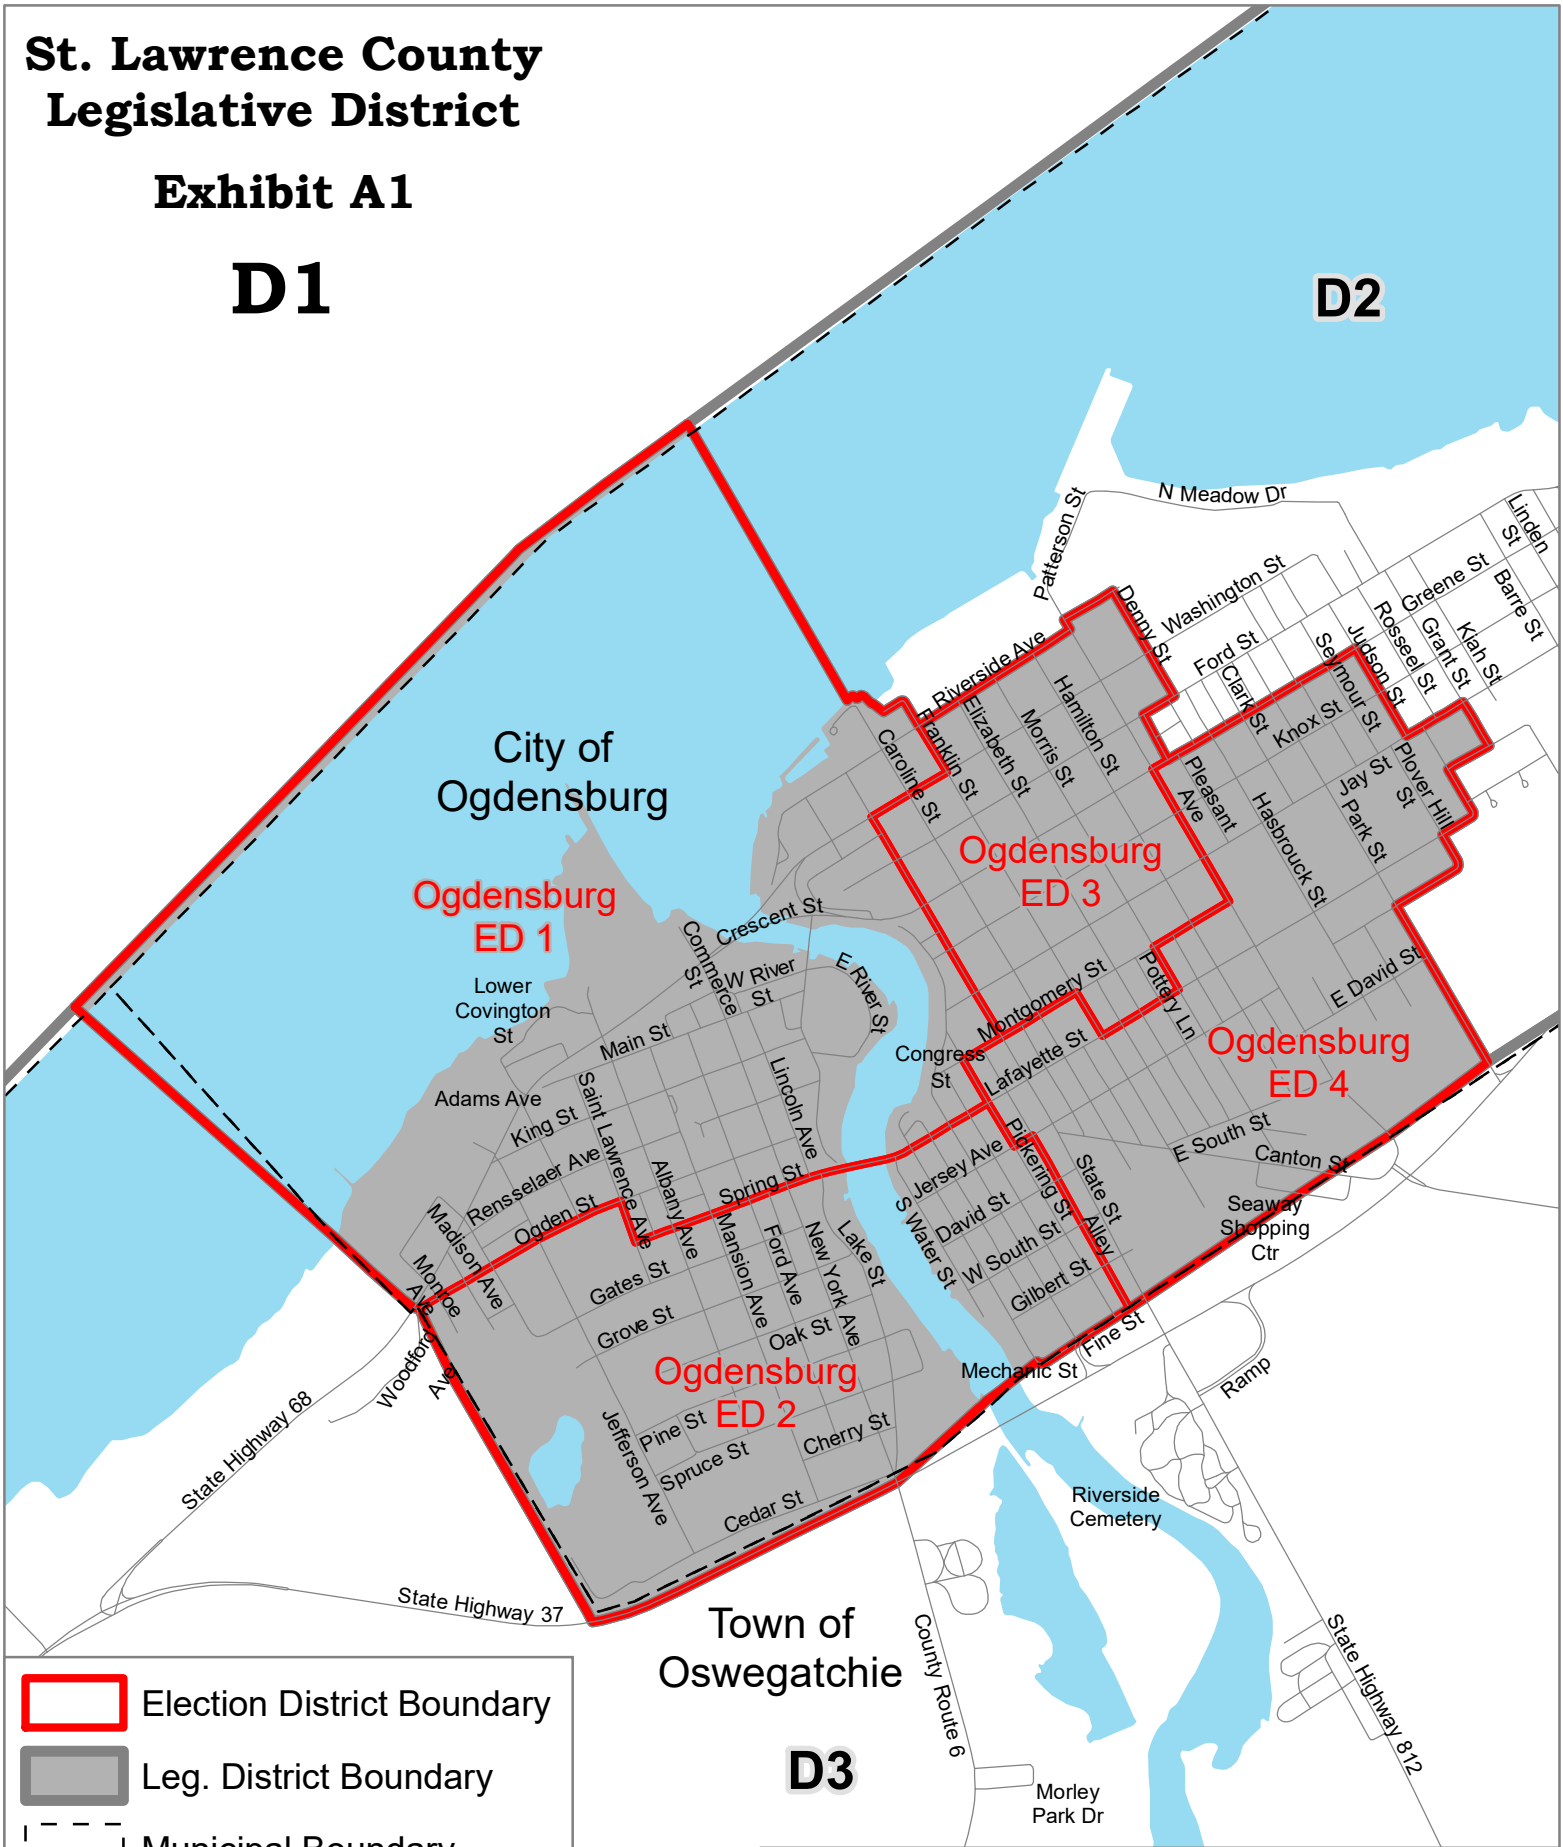 St. Lawrence County
Legislative District
Exhibit A1
D1
D2
N Meadow Dr
Patterson St
Linden
St
Greene St
Barre St
Washington St
Denny St
Rosseel St
Grant St
Kiah St
Judson St
Seymour St
Ford St
Clark St
Knox St
Riverside Ave
Hamilton St
Elizabeth St
Morris St
Franklin St
Caroline St
Pleasant
Ave
Jay St
Plover Hill
St
Park St
Hasbrouck St
City of
Ogdensburg
Ogdensburg
ED 1
Ogdensburg
ED 3
Crescent St
Commerce
St
W River
St
E River St
Lower
Covington
St
Main St
Montgomery St
Pottery Ln
E David St
Congress
St
Lafayette St
Ogdensburg
ED 4
Adams Ave
King St
Saint Lawrence Ave
Lincoln Ave
Rensselaer Ave
Albany Ave
Spring St
Ogden St
Madison Ave
Monroe
Ave
Jersey Ave
Pickering St
State St
Alley
E South St
Canton St
Seaway
Shopping
Ctr
David St
S Water St
W South St
Gilbert St
Gates St
Grove St
Mansion Ave
Ford Ave
New York Ave
Lake St
Oak St
Fine St
Mechanic St
Ramp
Woodford
Ave
State Highway 68
Ogdensburg
ED 2
Pine St
Spruce St
Cherry St
Jefferson Ave
Cedar St
Riverside
Cemetery
State Highway 37
Town of
Oswegatchie
County Route 6
State Highway 812
D3
Morley
Park Dr
Election District Boundary
Leg. District Boundary
Municipal Boundary